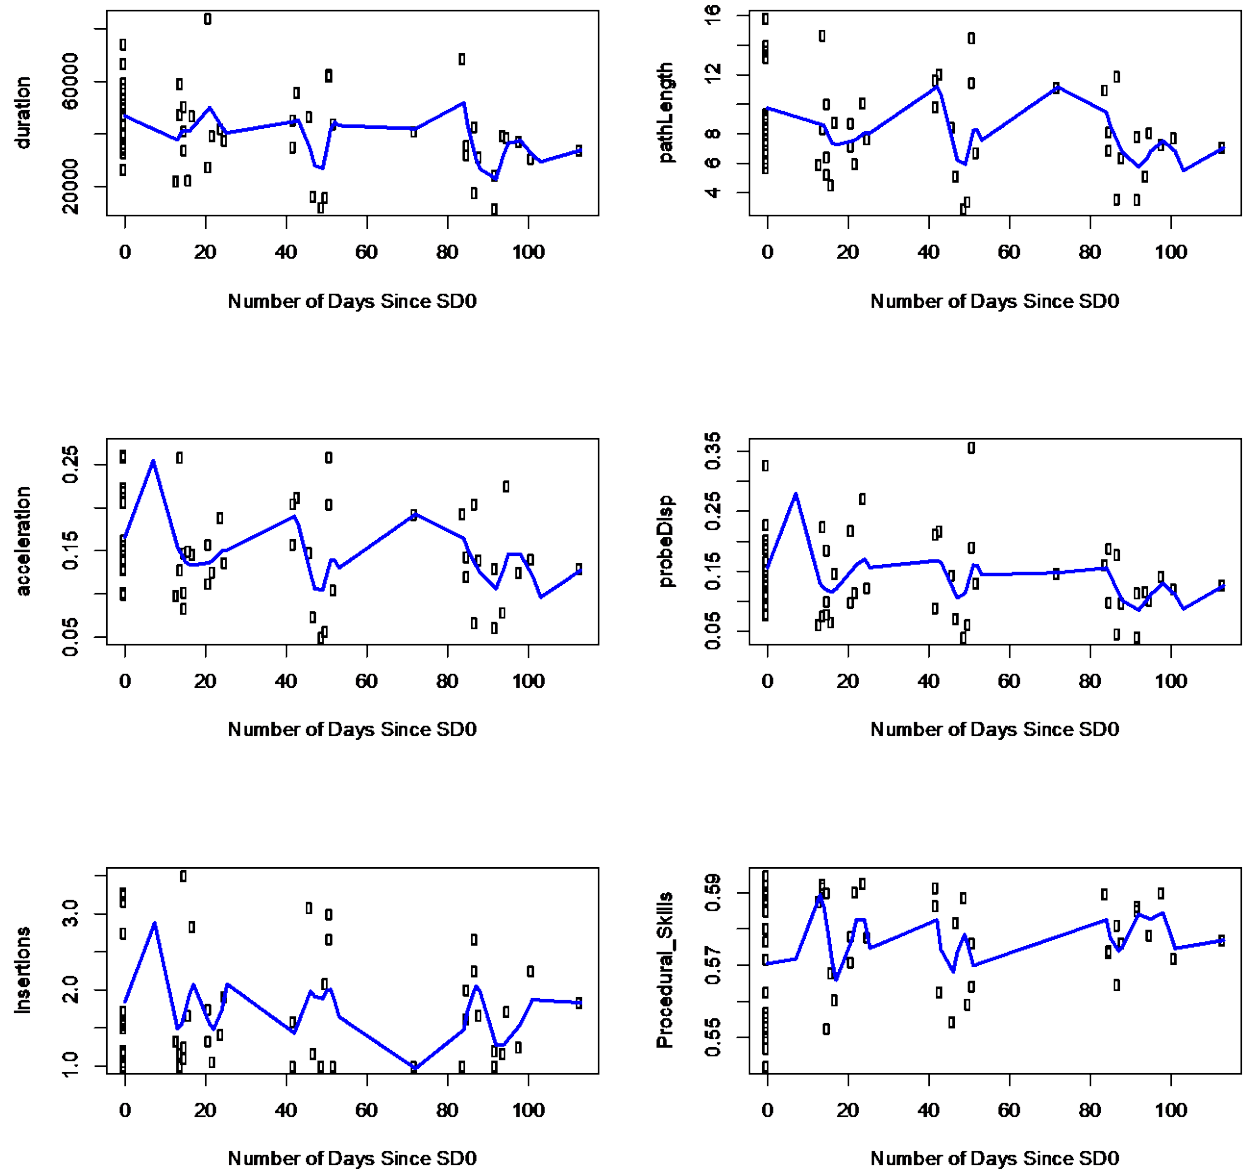 duration
20000 60000
0 20 40 60 80 100
Number of Days Since SD0
pathLength
4 6 8 12 16
0 20 40 60 80 100
Number of Days Since SD0
acceleration
0.05 0.15 0.25
0 20 40 60 80 100
Number of Days Since SD0
probeDisp
0.05 0.15 0.25 0.35
0 20 40 60 80 100
Number of Days Since SD0
Insertions
1.0 2.0 3.0
0 20 40 60 80 100
Number of Days Since SD0
Procedural_Skills
0.55 0.57 0.59
0 20 40 60 80 100
Number of Days Since SD0